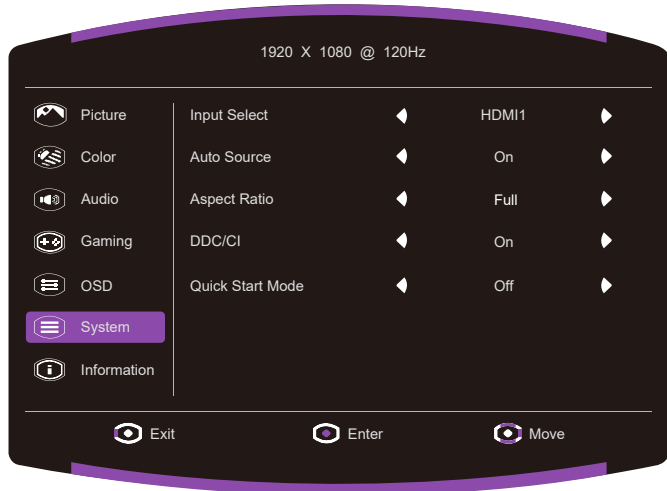 1920 X 1080 @ 120Hz
Picture Input Select HDMI1
Color Auto Source On
Audio Aspect Ratio Full
Gaming DDC/CI On
OSD Quick Start Mode Off
System
Information
Exit Enter Move